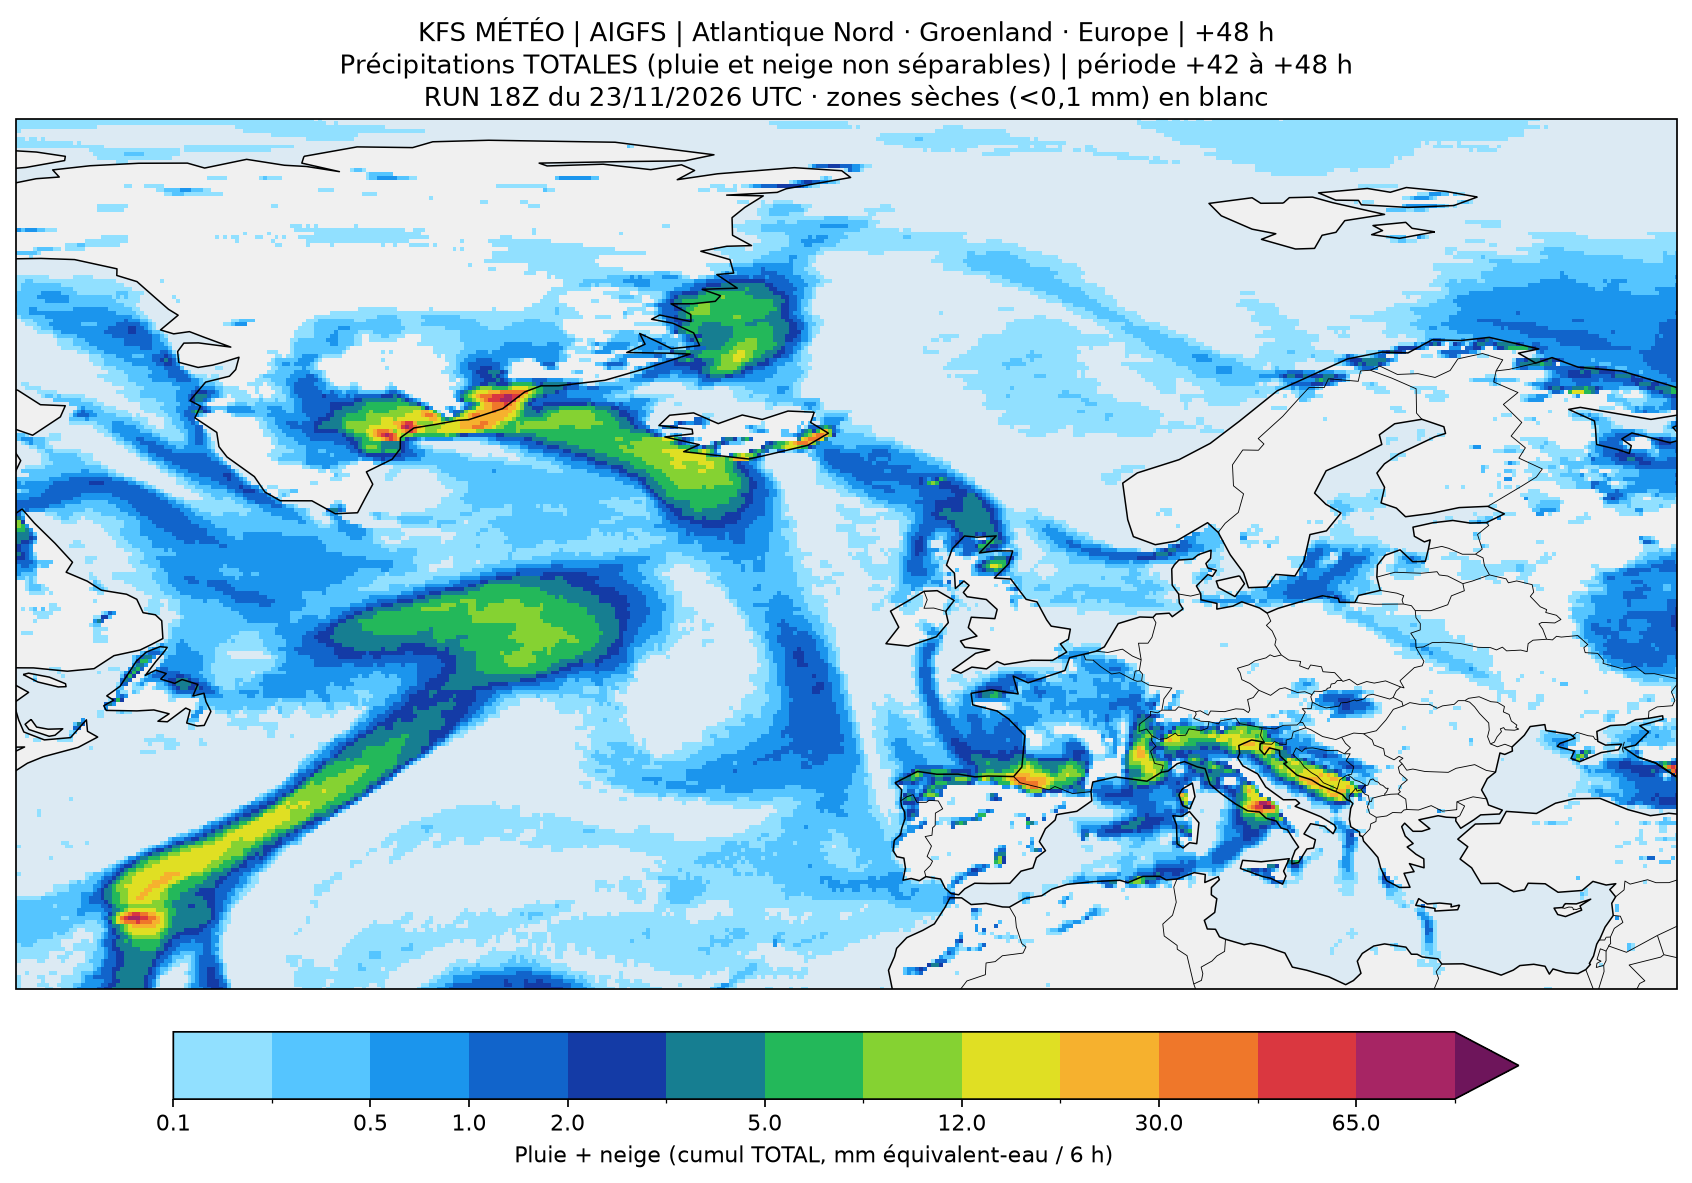 KFS MÉTÉO | AIGFS | Atlantique Nord · Groenland · Europe | +48 h
Précipitations TOTALES (pluie et neige non séparables) | période +42 à +48 h
RUN 18Z du 23/11/2026 UTC · zones sèches (<0,1 mm) en blanc
0.1 0.5 1.0 2.0 5.0 12.0 30.0 65.0
Pluie + neige (cumul TOTAL, mm équivalent-eau / 6 h)